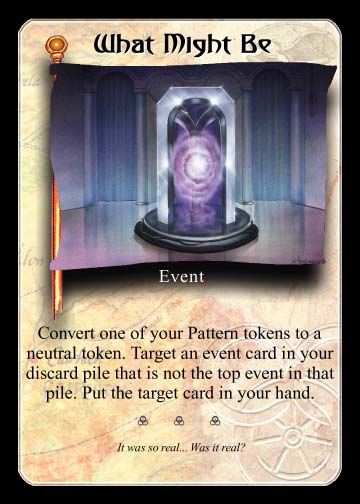 What Might Be
Event
Convert one of your Pattern tokens to a
neutral token. Target an event card in your
discard pile that is not the top event in that
pile. Put the target card in your hand.
It was so real... Was it real?